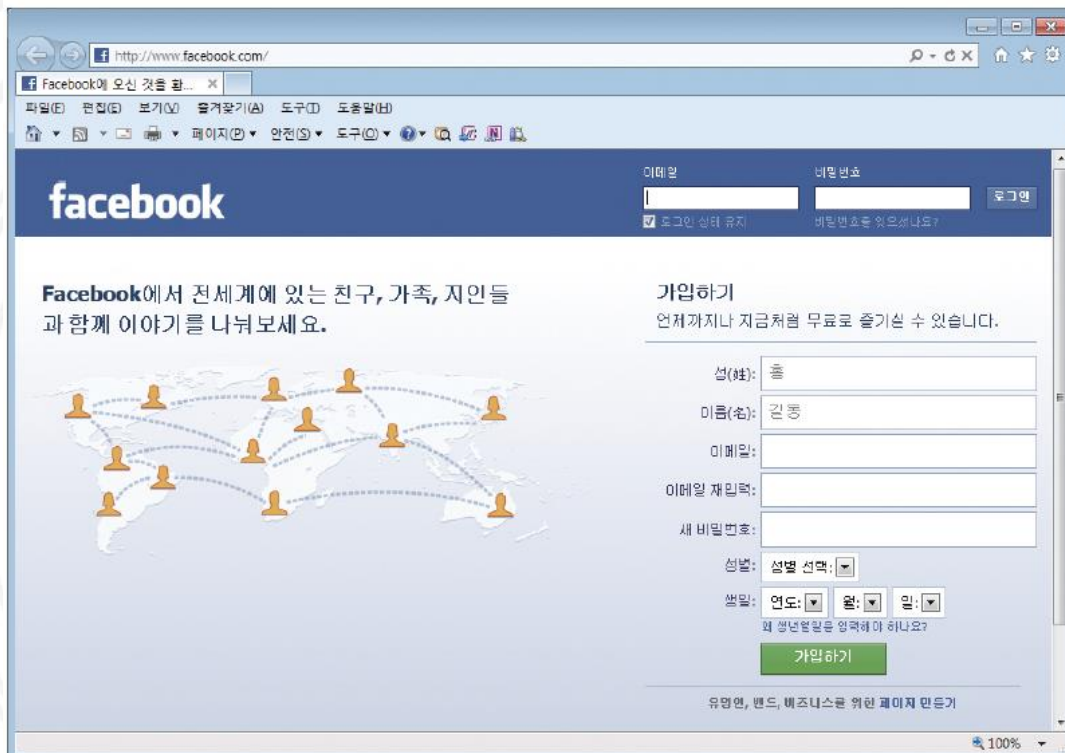 http://www.facebook.com/
Facebook에 오신 것을 환...
파일(F) 편집(E) 보기(V) 즐겨찾기(A) 도구(T) 도움말(H)
페이지(P) 안전(S) 도구(O)
facebook
이메일 비밀번호
로그인
로그인 상태 유지 비밀번호를 잊으셨나요?
Facebook에서 전세계에 있는 친구, 가족, 지인들
과 함께 이야기를 나눠보세요.
가입하기
언제까지나 지금처럼 무료로 즐기실 수 있습니다.
성(姓): 홍
이름(名): 길동
이메일:
이메일 재입력:
새 비밀번호:
성별: 성별 선택:
생일: 연도: 월: 일:
왜 생년월일을 입력해야 하나요?
가입하기
유명인, 밴드, 비즈니스를 위한 페이지 만들기
100%